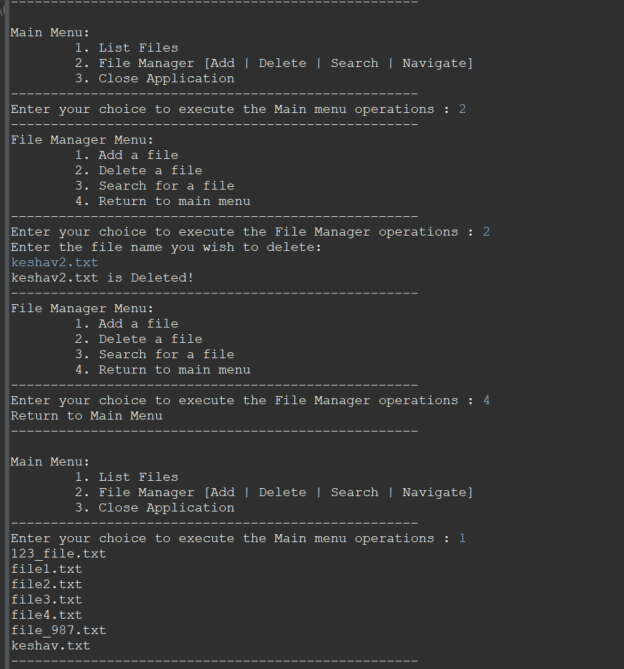 ---------------------------------------------------
Main Menu:
        1. List Files
        2. File Manager [Add | Delete | Search | Navigate]
        3. Close Application
---------------------------------------------------
Enter your choice to execute the Main menu operations : 2
---------------------------------------------------
File Manager Menu:
        1. Add a file
        2. Delete a file
        3. Search for a file
        4. Return to main menu
---------------------------------------------------
Enter your choice to execute the File Manager operations : 2
Enter the file name you wish to delete:
keshav2.txt
keshav2.txt is Deleted!
---------------------------------------------------
File Manager Menu:
        1. Add a file
        2. Delete a file
        3. Search for a file
        4. Return to main menu
---------------------------------------------------
Enter your choice to execute the File Manager operations : 4
Return to Main Menu
---------------------------------------------------
Main Menu:
        1. List Files
        2. File Manager [Add | Delete | Search | Navigate]
        3. Close Application
---------------------------------------------------
Enter your choice to execute the Main menu operations : 1
123_file.txt
file1.txt
file2.txt
file3.txt
file4.txt
file_987.txt
keshav.txt
---------------------------------------------------